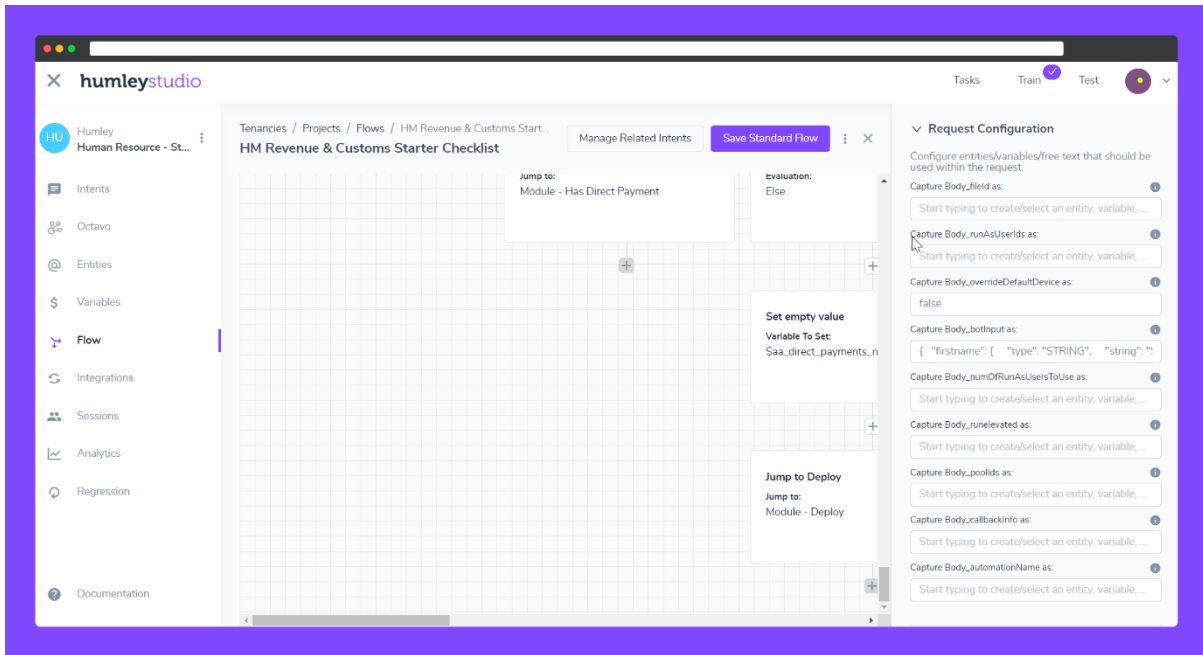 humleystudio
Tasks
Train
Test
HU
Humley
Human Resource - St...
Intents
Octavo
Entities
Variables
Flow
Integrations
Sessions
Analytics
Regression
Documentation
Tenancies / Projects / Flows / HM Revenue & Customs Start...
HM Revenue & Customs Starter Checklist
Manage Related Intents
Save Standard Flow
Jump to:
Module - Has Direct Payment
Evaluation:
Else
Set empty value
Variable To Set:
$aa_direct_payments_n
Jump to Deploy
Jump to:
Module - Deploy
Request Configuration
Configure entities/variables/free text that should be
used within the request.
Capture Body_fileId as:
Start typing to create/select an entity, variable, ...
Capture Body_runAsUserIds as:
Start typing to create/select an entity, variable, ...
Capture Body_overrideDefaultDevice as:
false
Capture Body_botInput as:
{ "firstname": { "type": "STRING", "string":
Capture Body_numOfRunAsUsersToUse as:
Start typing to create/select an entity, variable, ...
Capture Body_runelevated as:
Start typing to create/select an entity, variable, ...
Capture Body_poolIds as:
Start typing to create/select an entity, variable, ...
Capture Body_callbackInfo as:
Start typing to create/select an entity, variable, ...
Capture Body_automationName as:
Start typing to create/select an entity, variable, ...